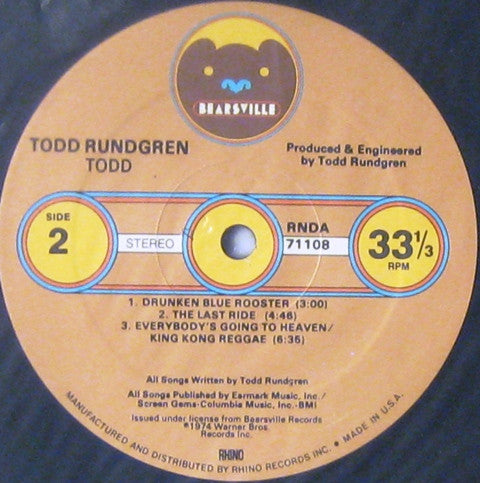 BEARSVILLE
TODD RUNDGREN
TODD
Produced & Engineered
by Todd Rundgren
SIDE
2
STEREO
RNDA
71108
33 1/3
RPM
1. DRUNKEN BLUE ROOSTER (3:00)
2. THE LAST RIDE (4:46)
3. EVERYBODY'S GOING TO HEAVEN/
KING KONG REGGAE (6:35)
All Songs Written by Todd Rundgren
All Songs Published by Earmark Music, Inc./
Screen Gems-Columbia Music, Inc.-BMI
Issued under license from Bearsville Records
℗1974 Warner Bros.
Records Inc.
RHINO
MANUFACTURED AND DISTRIBUTED BY RHINO RECORDS INC. • MADE IN U.S.A.